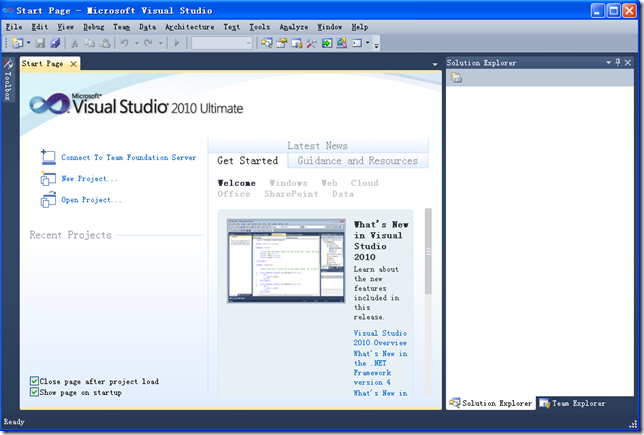 Start Page - Microsoft Visual Studio
File Edit View Debug Team Data Architecture Test Tools Analyze Window Help
Toolbox
Start Page
Solution Explorer
Microsoft®
Visual Studio® 2010 Ultimate
Connect To Team Foundation Server
New Project...
Open Project...
Recent Projects
Close page after project load
Show page on startup
Latest News
Get Started Guidance and Resources
Welcome Windows Web Cloud
Office SharePoint Data
What's New
in Visual
Studio
2010
Learn about
the new
features
included in
this
release.
Visual Studio
2010 Overview
What's New in
the .NET
Framework
version 4
What's New in
Solution Explorer Team Explorer
Ready